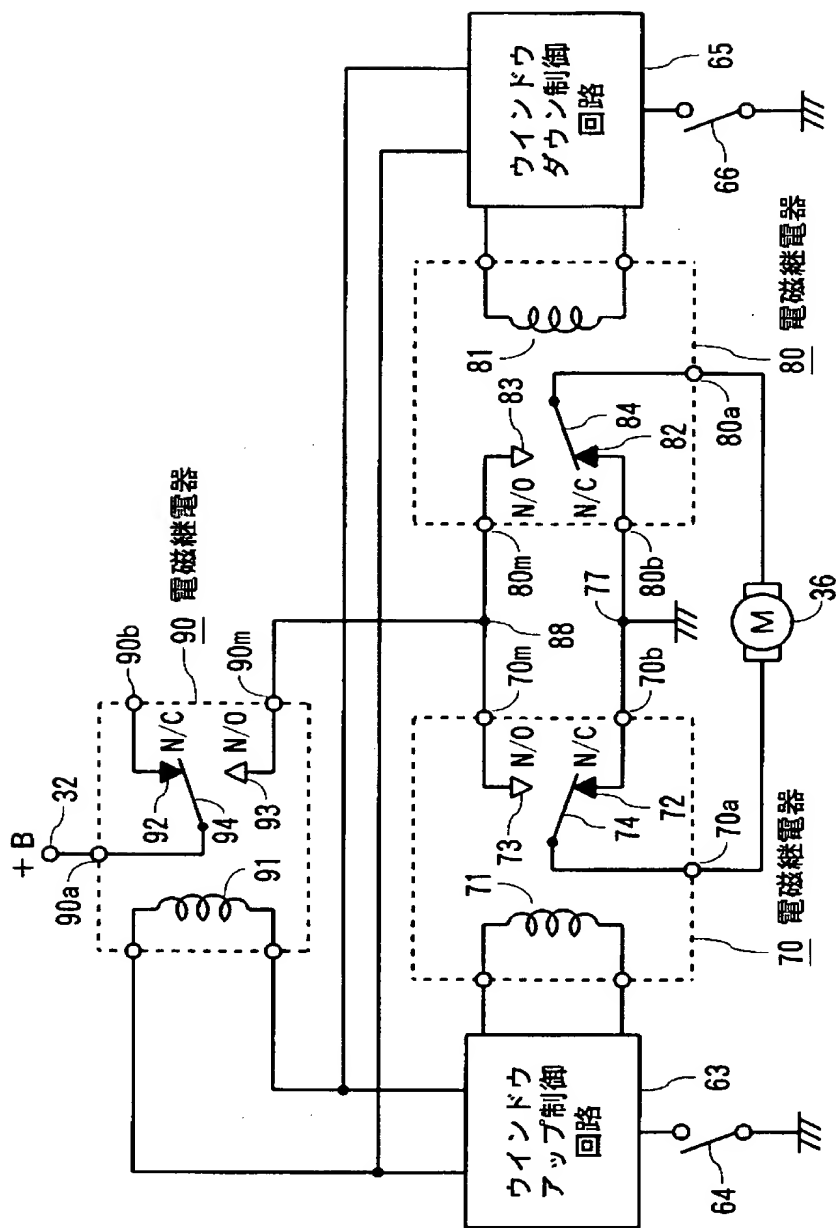 +B
32
90a
90b
90 電磁継電器
92
N/C
94
N/O
93
90m
91
ウインドウ
アップ制御
回路
63
64
71
73
N/O
74
N/C
72
70m
70b
70a
70 電磁継電器
88
77
80m
80b
N/O
83
81
N/C
84
82
80a
80 電磁継電器
M
36
ウインドウ
ダウン制御
回路
65
66